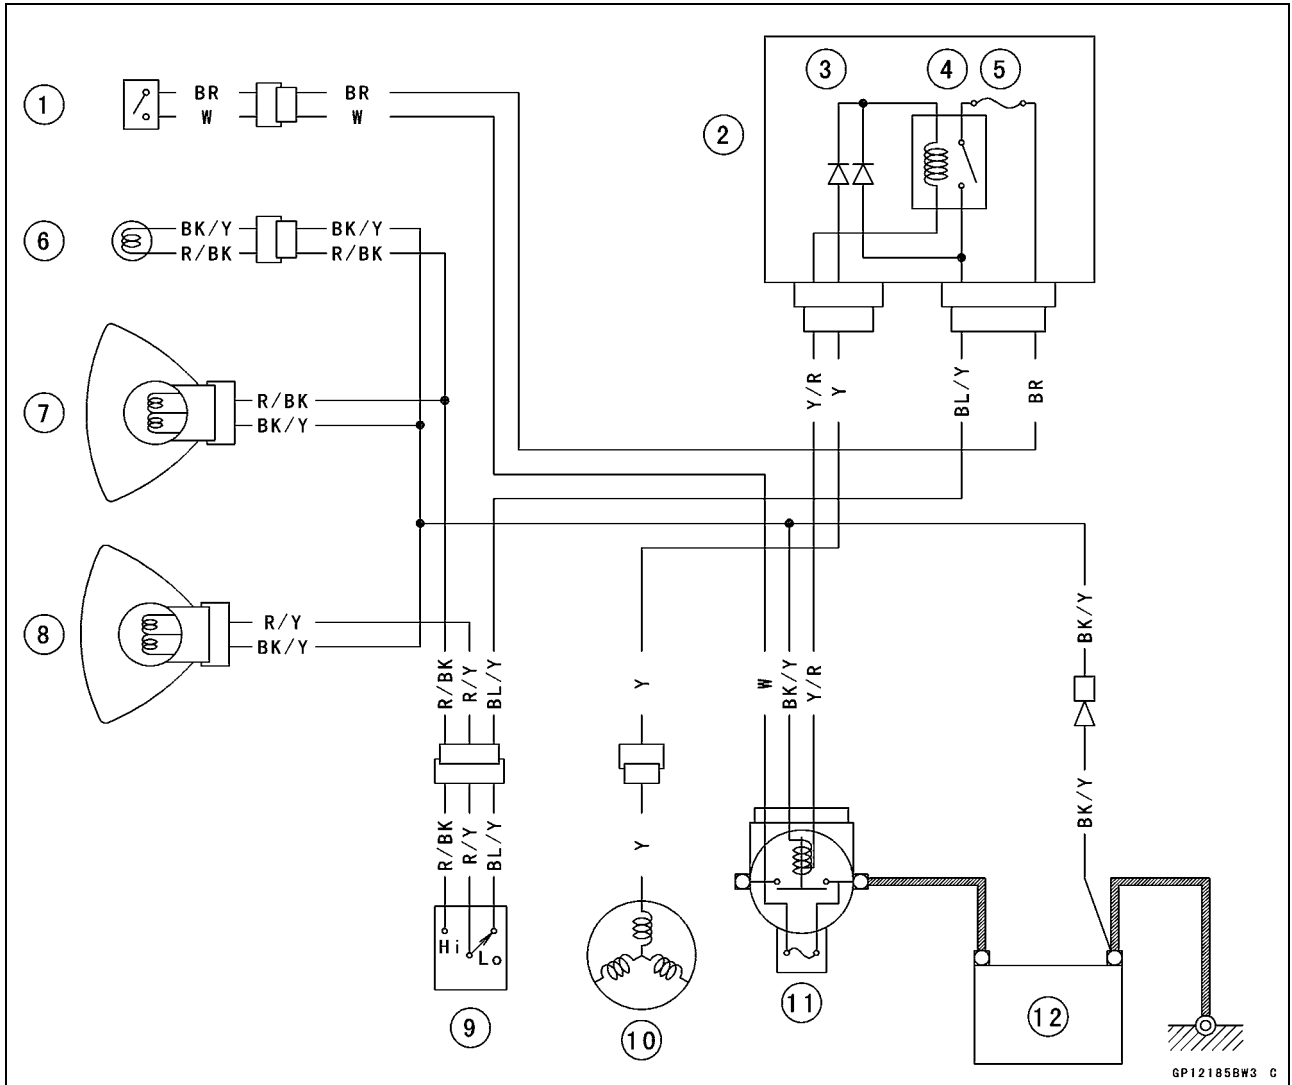 1
BR
W
BR
W
2
3
4
5
6
BK/Y
R/BK
BK/Y
R/BK
7
R/BK
BK/Y
Y/R
Y
BL/Y
BR
8
R/Y
BK/Y
R/BK
R/Y
BL/Y
Y
W
BK/Y
Y/R
BK/Y
R/BK
R/Y
BL/Y
Y
BK/Y
Hi
Lo
9
10
11
12
GP12185BW3 C